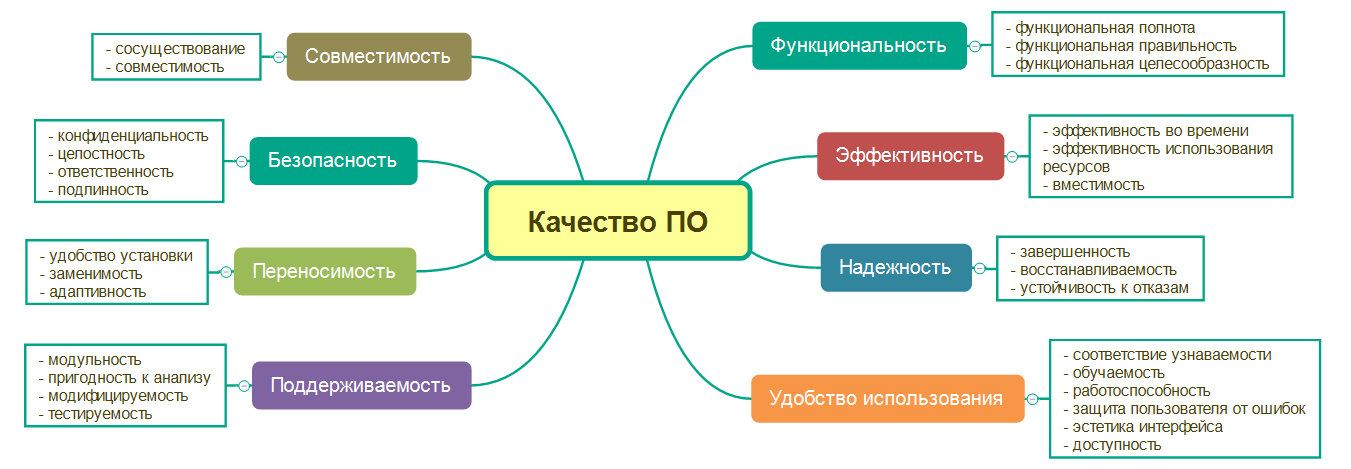 Качество ПО
Совместимость
- сосуществование
- совместимость
Безопасность
- конфиденциальность
- целостность
- ответственность
- подлинность
Переносимость
- удобство установки
- заменимость
- адаптивность
Поддерживаемость
- модульность
- пригодность к анализу
- модифицируемость
- тестируемость
Функциональность
- функциональная полнота
- функциональная правильность
- функциональная целесообразность
Эффективность
- эффективность во времени
- эффективность использования
ресурсов
- вместимость
Надежность
- завершенность
- восстанавливаемость
- устойчивость к отказам
Удобство использования
- соответствие узнаваемости
- обучаемость
- работоспособность
- защита пользователя от ошибок
- эстетика интерфейса
- доступность